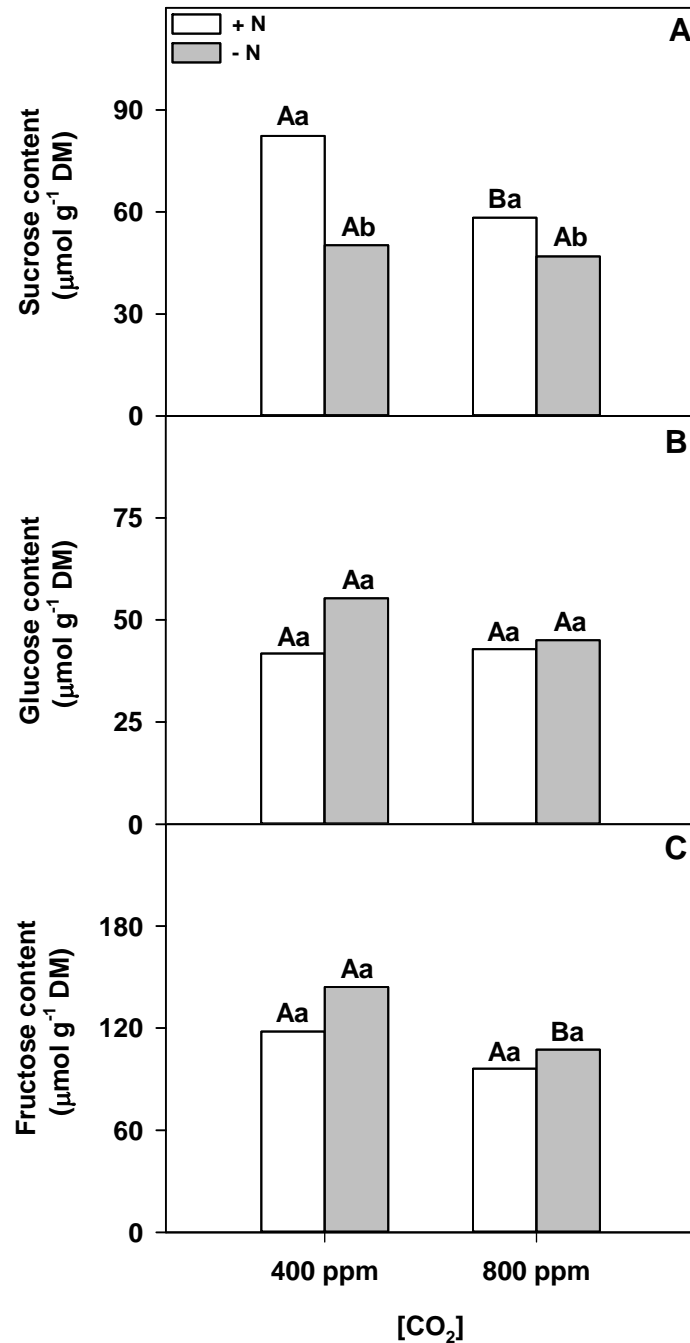 + N
- N
A
Sucrose content
(μmol g⁻¹ DM)
90
60
30
0
Aa
Ab
Ba
Ab
B
Glucose content
(μmol g⁻¹ DM)
75
50
25
0
Aa
Aa
Aa
Aa
C
Fructose content
(μmol g⁻¹ DM)
180
120
60
0
Aa
Aa
Aa
Ba
400 ppm
800 ppm
[CO₂]